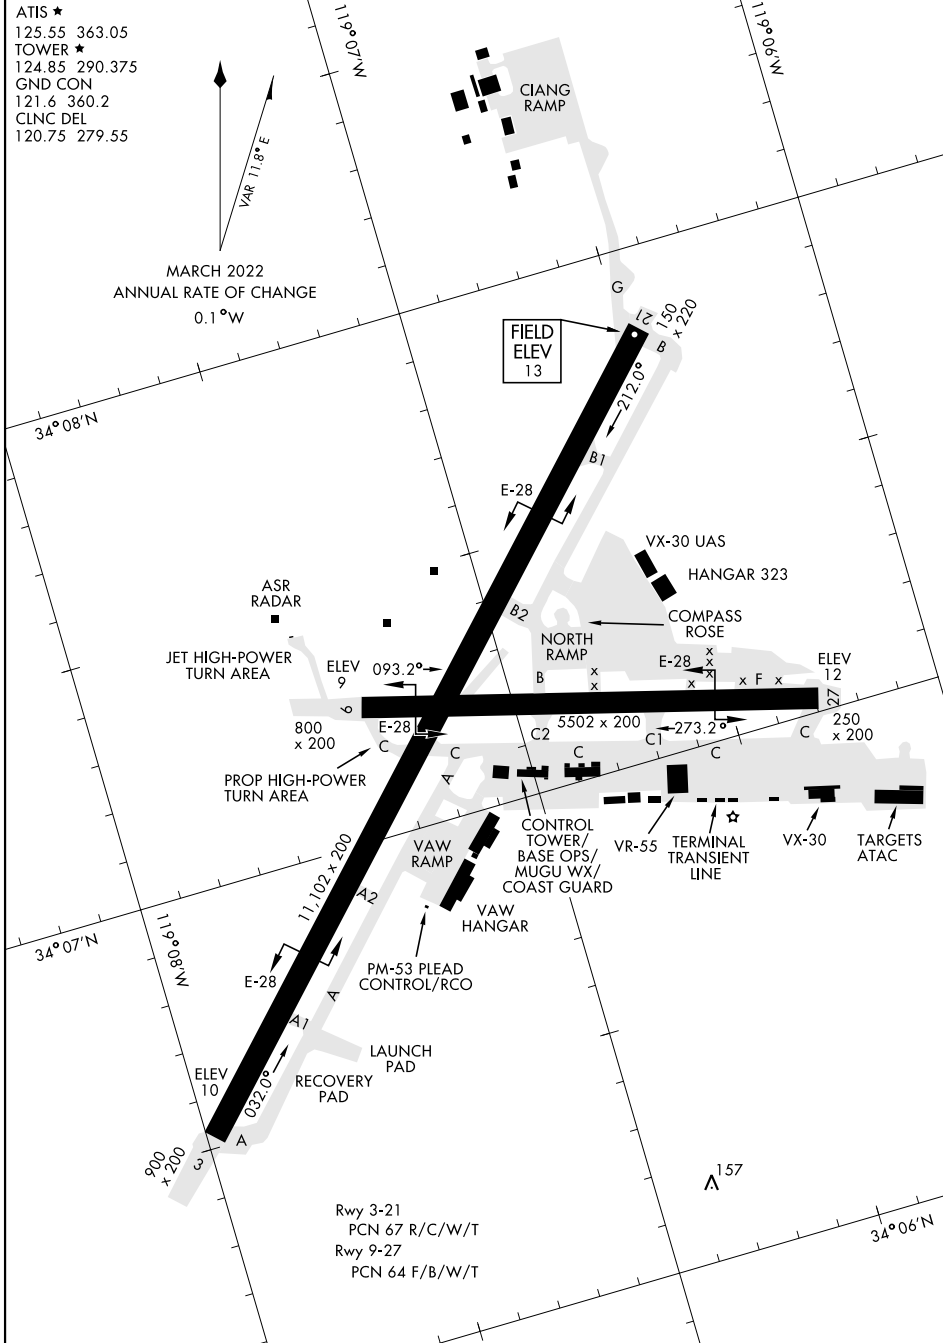 ATIS ★
125.55 363.05
TOWER ★
124.85 290.375
GND CON
121.6 360.2
CLNC DEL
120.75 279.55
119°07'W
119°06'W
VAR 11.8° E
MARCH 2022
ANNUAL RATE OF CHANGE
0.1°W
CIANG
RAMP
G
21
150
x 220
B
FIELD
ELEV
13
212.0°
34°08'N
B1
E-28
VX-30 UAS
HANGAR 323
ASR
RADAR
B2
COMPASS
ROSE
NORTH
RAMP
JET HIGH-POWER
TURN AREA
ELEV
9
093.2°
E-28
x
x
x
x
x
x
x F x
B
ELEV
12
9
27
800
x 200
E-28
5502 x 200
273.2°
250
x 200
C
C
C2
C
C1
C
C
A
PROP HIGH-POWER
TURN AREA
CONTROL
TOWER/
BASE OPS/
MUGU WX/
COAST GUARD
VR-55
TERMINAL
TRANSIENT
LINE
VX-30
TARGETS
ATAC
VAW
RAMP
11,102 x 200
A2
VAW
HANGAR
34°07'N
119°08'W
E-28
PM-53 PLEAD
CONTROL/RCO
A
A1
LAUNCH
PAD
RECOVERY
PAD
ELEV
10
032.0°
A
3
900
x 200
157
Rwy 3-21
PCN 67 R/C/W/T
Rwy 9-27
PCN 64 F/B/W/T
34°06'N